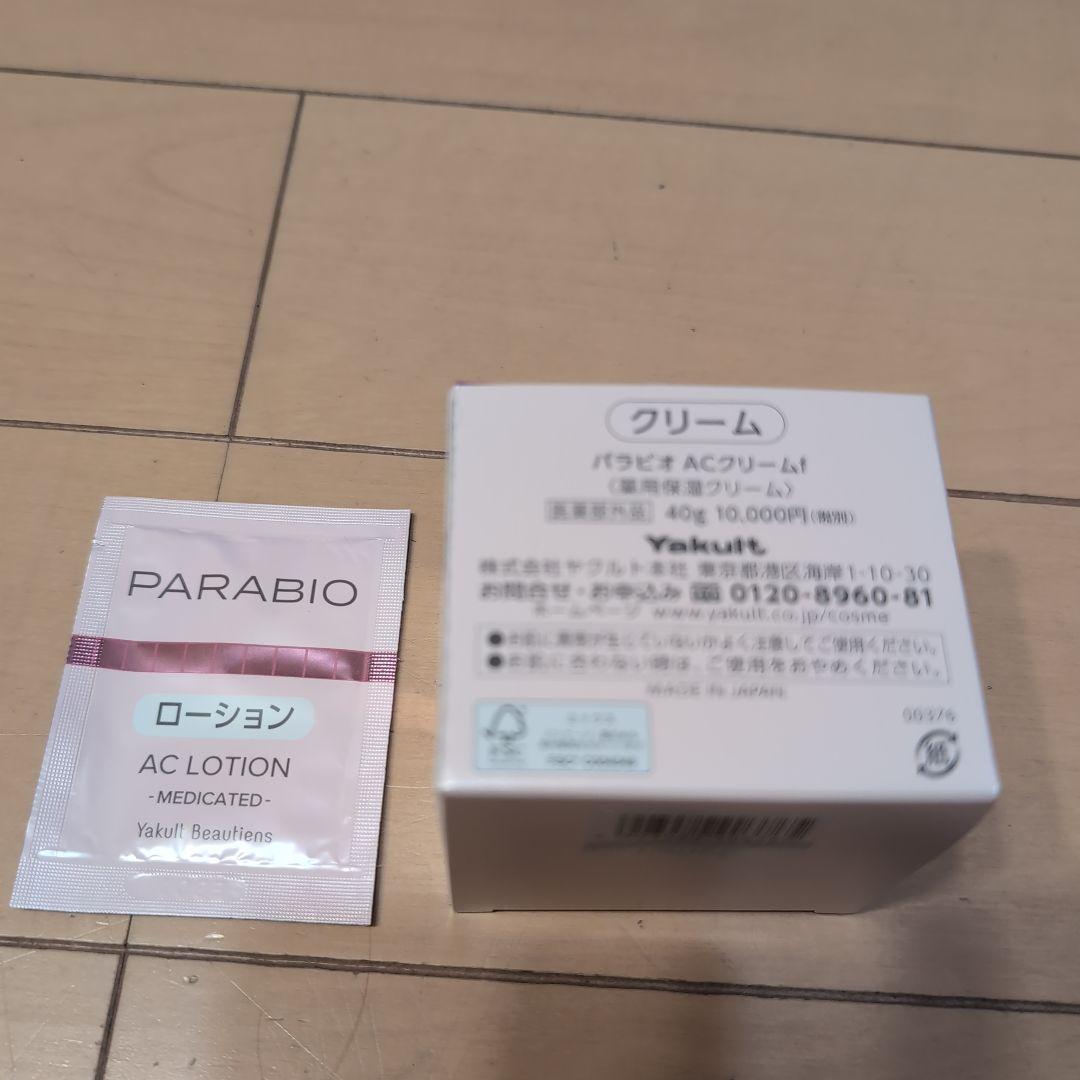 PARABIO
ローション
AC LOTION
-MEDICATED-
Yakult Beautiens
クリーム
パラビオ ACクリームf
〈薬用保湿クリーム〉
医薬部外品 40g 10,000円(税別)
Yakult
株式会社ヤクルト本社 東京都港区海岸1-10-30
お問合せ・お申込み 0120-8960-81
ホームページ www.yakult.co.jp/cosme
●お肌に異常が生じていないかよく注意してご使用ください。
●お肌に合わない時は、ご使用をおやめください。
MADE IN JAPAN
00376
紙
FSC